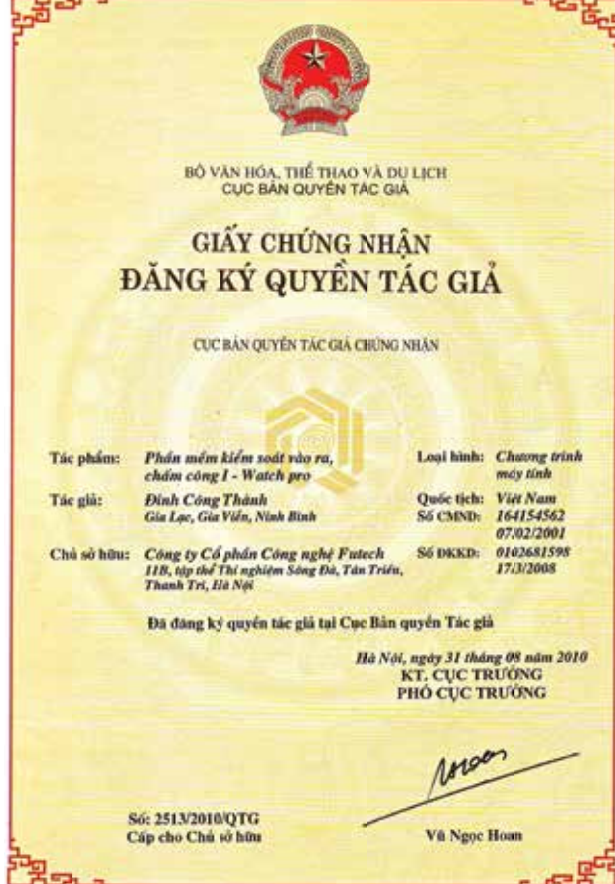 BỘ VĂN HÓA, THỂ THAO VÀ DU LỊCH
CỤC BẢN QUYỀN TÁC GIẢ
GIẤY CHỨNG NHẬN
ĐĂNG KÝ QUYỀN TÁC GIẢ
CỤC BẢN QUYỀN TÁC GIẢ CHỨNG NHẬN
Tác phẩm: Phần mềm kiểm soát vào ra, Loại hình: Chương trình
chấm công I - Watch pro máy tính
Tác giả: Đinh Công Thành Quốc tịch: Việt Nam
Gia Lạc, Gia Viễn, Ninh Bình Số CMND: 164154562
07/02/2001
Chủ sở hữu: Công ty Cổ phần Công nghệ Futech Số ĐKKD: 0102681598
11B, tập thể Thí nghiệm Sông Đà, Tân Triều, 17/3/2008
Thanh Trì, Hà Nội
Đã đăng ký quyền tác giả tại Cục Bản quyền Tác giả
Hà Nội, ngày 31 tháng 08 năm 2010
KT. CỤC TRƯỞNG
PHÓ CỤC TRƯỞNG
Số: 2513/2010/QTG
Cấp cho Chủ sở hữu Vũ Ngọc Hoan